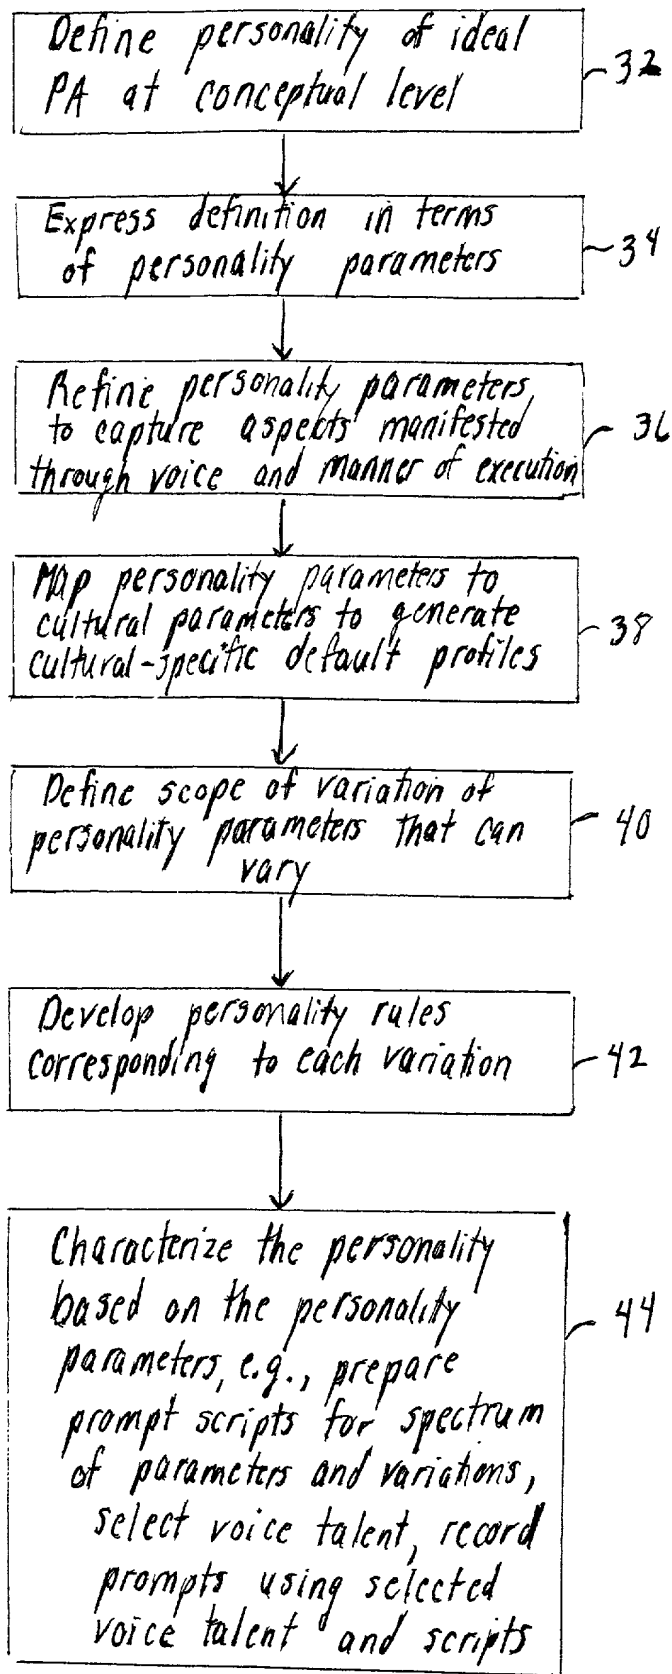 Define personality of ideal
PA at conceptual level
32
Express definition in terms
of personality parameters
34
Refine personality parameters,
to capture aspects manifested
through voice and manner of execution
36
Map personality parameters to
cultural parameters to generate
cultural-specific default profiles
38
Define scope of variation of
personality parameters that can
vary
40
Develop personality rules
corresponding to each variation
42
Characterize the personality
based on the personality
parameters, e.g., prepare
prompt scripts for spectrum
of parameters and variations,
select voice talent, record
prompts using selected
voice talent and scripts
44